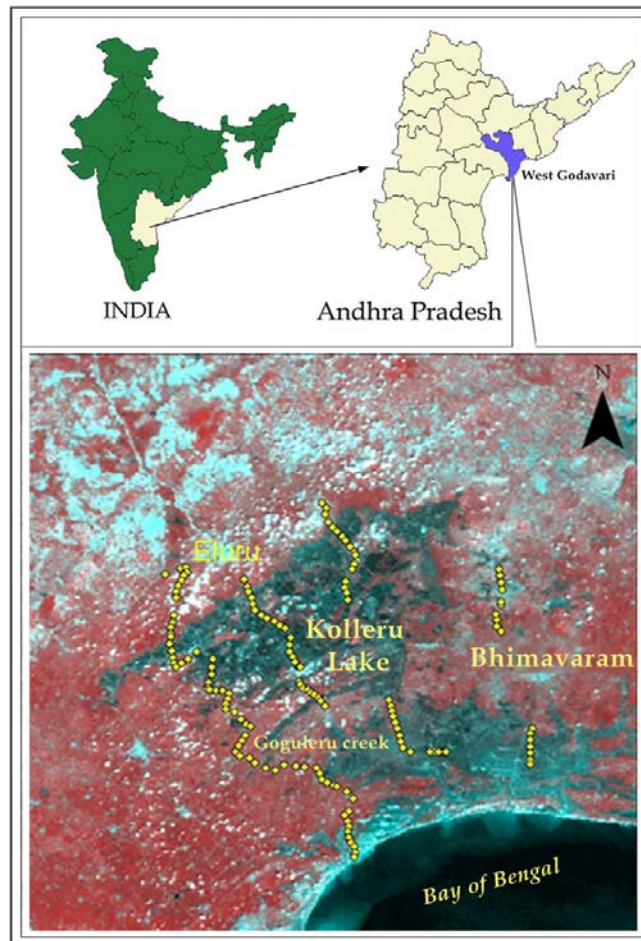 West Godavari
INDIA
Andhra Pradesh
N
Eluru
Kolleru
Lake
Bhimavaram
Goguleru creek
Bay of Bengal